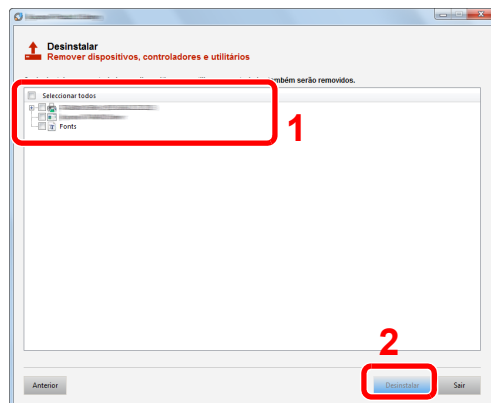 Desinstalar
Remover dispositivos, controladores e utilitários
também serão removidos.
Seleccionar todos
Fonts
1
2
Anterior
Desinstalar
Sair